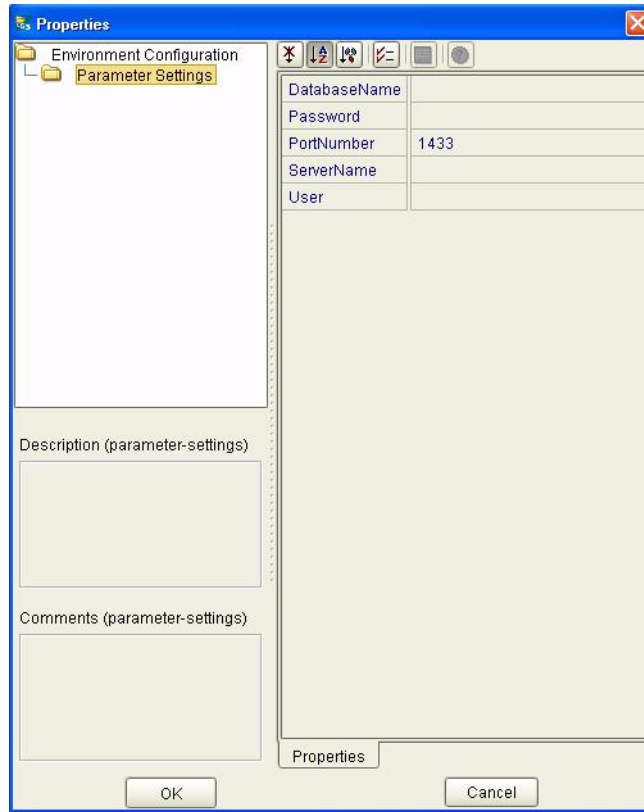 Properties
Environment Configuration
Parameter Settings
DatabaseName
Password
PortNumber 1433
ServerName
User
Description (parameter-settings)
Comments (parameter-settings)
Properties
OK
Cancel